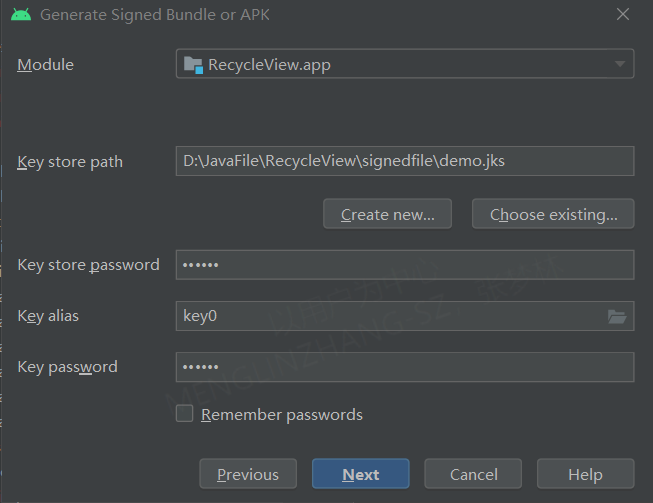 Generate Signed Bundle or APK
Module
RecycleView.app
Key store path
D:\JavaFile\RecycleView\signedfile\demo.jks
Create new...
Choose existing...
Key store password
••••••
Key alias
key0
Key password
••••••
Remember passwords
Previous
Next
Cancel
Help